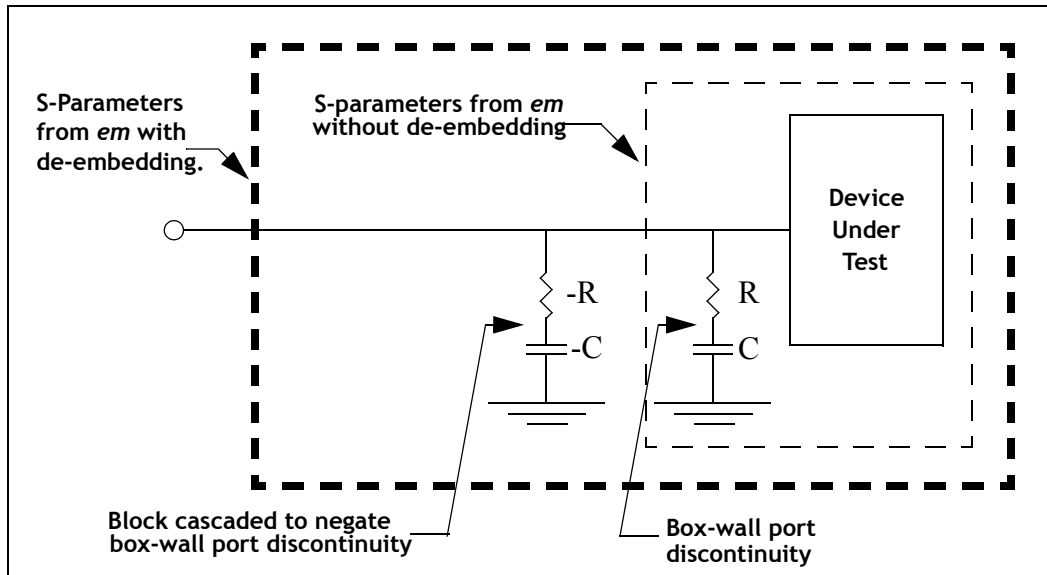 S-Parameters
from em with
de-embedding.
S-parameters from em
without de-embedding
Device
Under
Test
-R
-C
R
C
Block cascaded to negate
box-wall port discontinuity
Box-wall port
discontinuity